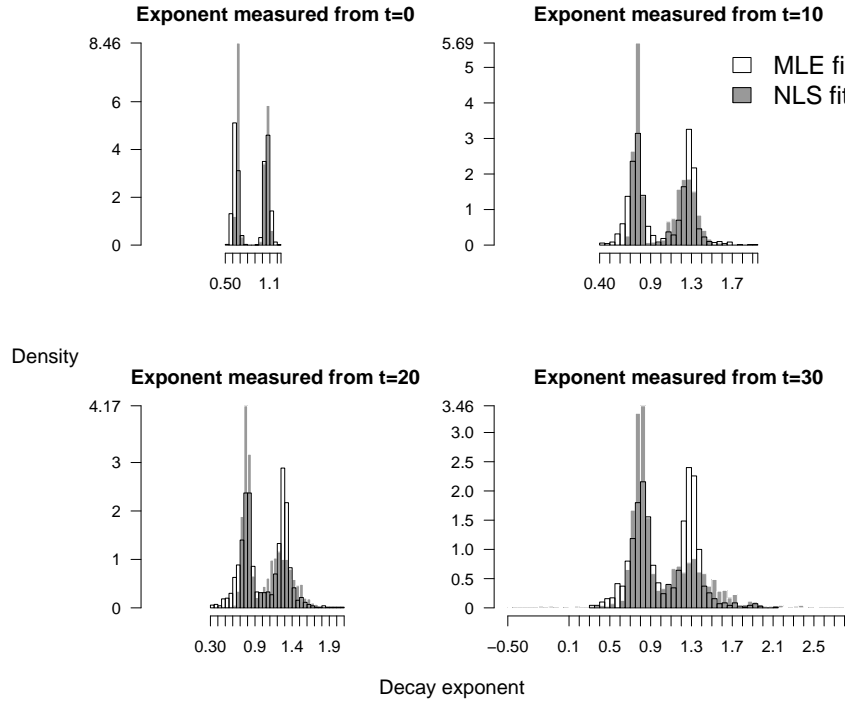 Exponent measured from t=0
8.46
6
4
2
0
0.50 1.1
Exponent measured from t=10
5.69
5
4
3
2
1
0
0.40 0.9 1.3 1.7
MLE fi
NLS fit
Density
Exponent measured from t=20
4.17
3
2
1
0
0.30 0.9 1.4 1.9
Exponent measured from t=30
3.46
3.0
2.5
2.0
1.5
1.0
0.5
0
−0.50 0.1 0.5 0.9 1.3 1.7 2.1 2.5
Decay exponent